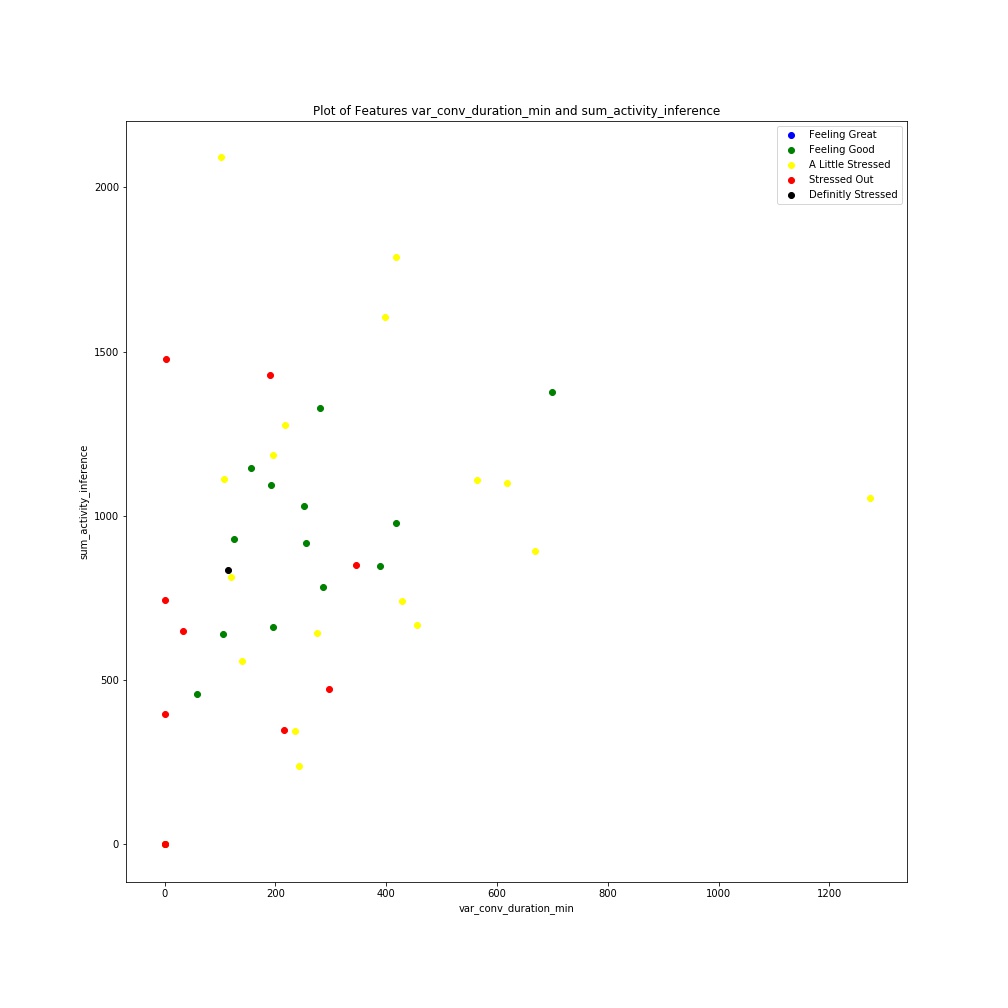 Plot of Features var_conv_duration_min and sum_activity_inference
Feeling Great
Feeling Good
A Little Stressed
Stressed Out
Definitly Stressed
2000
1500
1000
500
0
sum_activity_inference
0 200 400 600 800 1000 1200
var_conv_duration_min